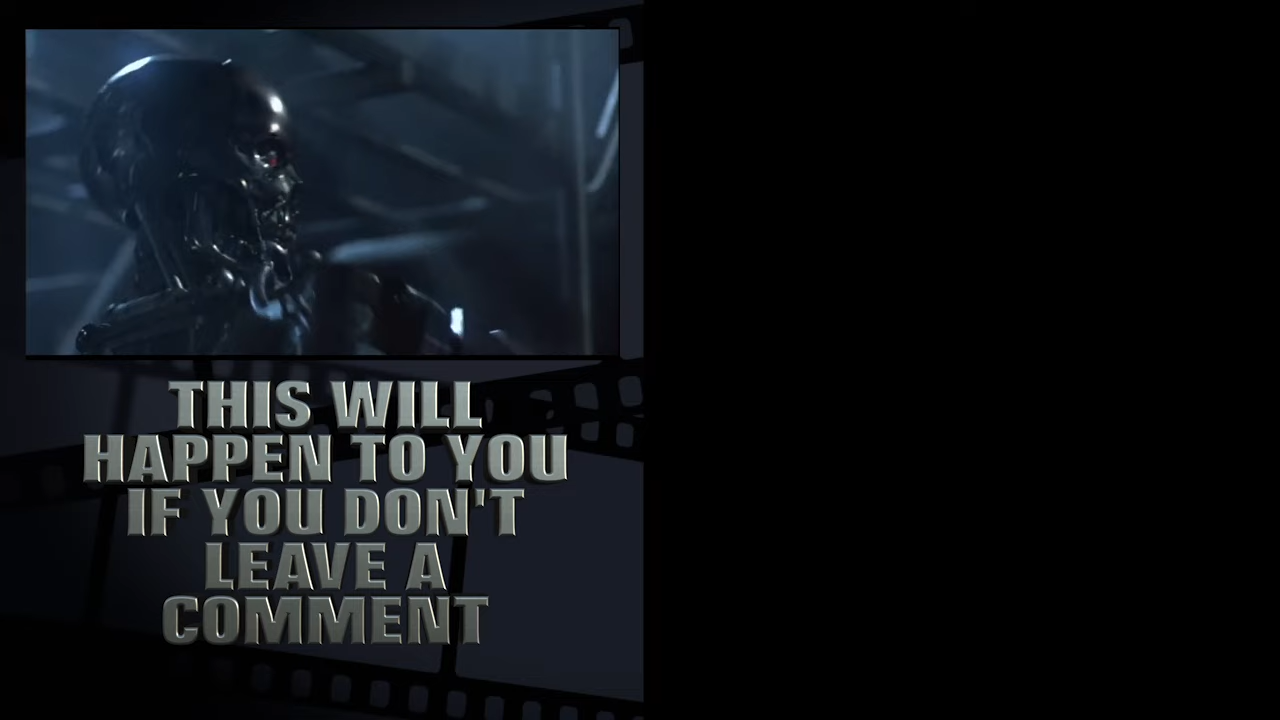 THIS WILL
HAPPEN TO YOU
IF YOU DON'T
LEAVE A
COMMENT